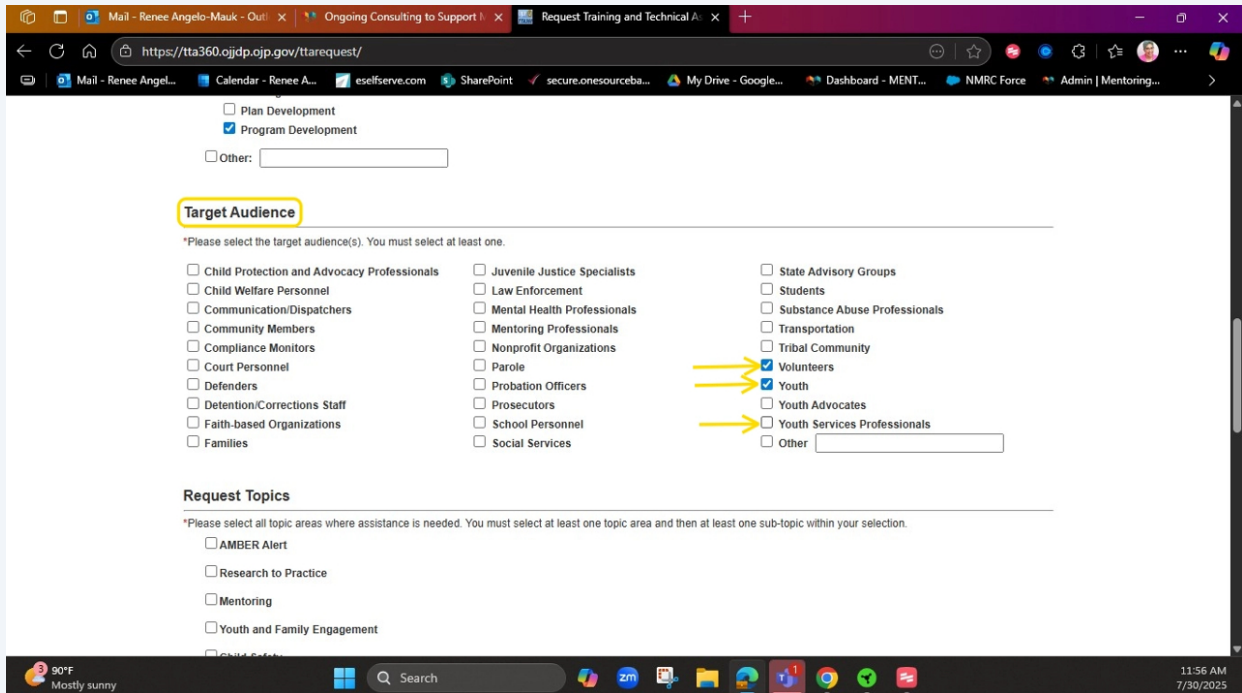 Mail - Renee Angelo-Mauk - Outl
Ongoing Consulting to Support
Request Training and Technical As
https://tta360.ojjdp.ojp.gov/ttarequest/
Mail - Renee Angel...
Calendar - Renee A...
eselfserve.com
SharePoint
secure.onesourceba...
My Drive - Google...
Dashboard - MENT...
NMRC Force
Admin | Mentoring...
Plan Development
Program Development
Other:
Target Audience
*Please select the target audience(s). You must select at least one.
Child Protection and Advocacy Professionals
Child Welfare Personnel
Communication/Dispatchers
Community Members
Compliance Monitors
Court Personnel
Defenders
Detention/Corrections Staff
Faith-based Organizations
Families
Juvenile Justice Specialists
Law Enforcement
Mental Health Professionals
Mentoring Professionals
Nonprofit Organizations
Parole
Probation Officers
Prosecutors
School Personnel
Social Services
State Advisory Groups
Students
Substance Abuse Professionals
Transportation
Tribal Community
Volunteers
Youth
Youth Advocates
Youth Services Professionals
Other
Request Topics
*Please select all topic areas where assistance is needed. You must select at least one topic area and then at least one sub-topic within your selection.
AMBER Alert
Research to Practice
Mentoring
Youth and Family Engagement
Child Safety
3
90°F
Mostly sunny
Search
zm
1
11:56 AM
7/30/2025